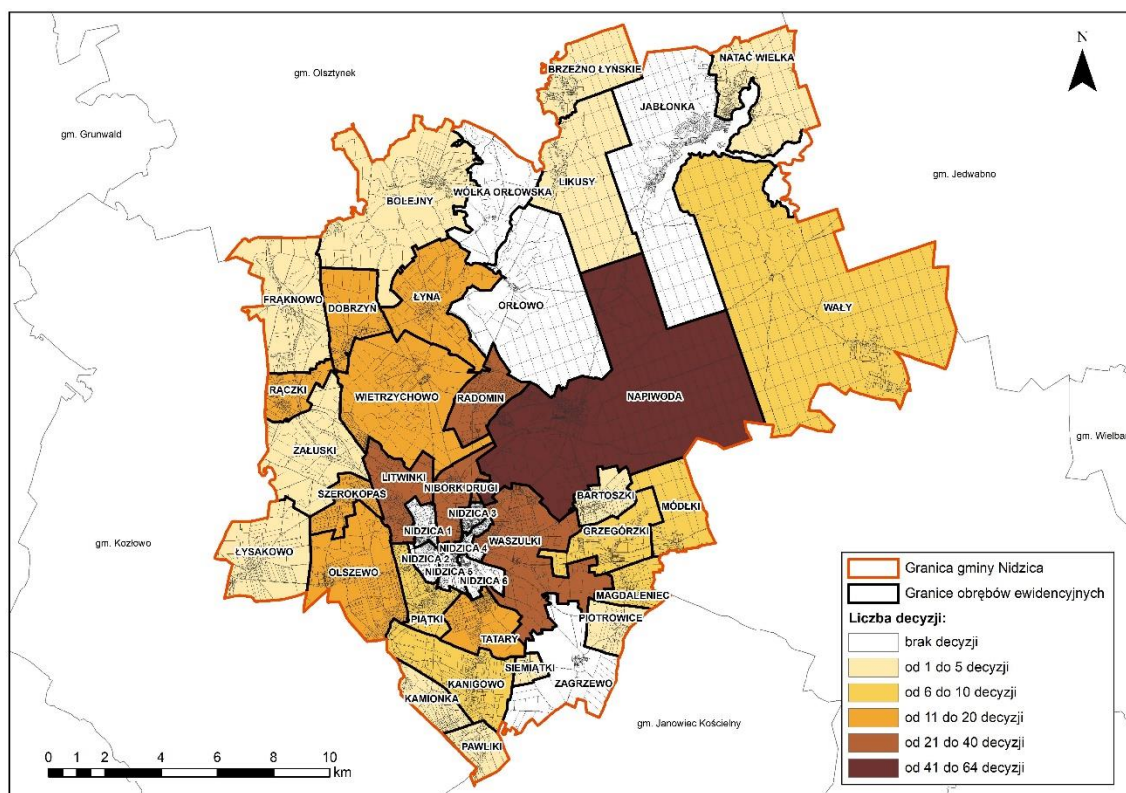 BRZEŹNO ŁYŃSKIE
NATAĆ WIELKA
N
gm. Olsztynek
JABŁONKA
gm. Grunwald
gm. Jedwabno
LIKUSY
WÓLKA ORŁOWSKA
BOLEJNY
FRĄKNOWO
DOBRZYŃ
ŁYNA
ORŁOWO
WAŁY
RĄCZKI
WIETRZYCHOWO
RADOMIN
NAPIWODA
gm. Wielbar
ZAŁUSKI
LITWINKI
NIBORK DRUGI
SZEROKOPAS
BARTOSZKI
MÓDŁKI
NIDZICA 1
NIDZICA 3
GRZEGÓRZKI
gm. Kozłowo
ŁYSAKOWO
NIDZICA 4
WASZULKI
NIDZICA 2
OLSZEWO
NIDZICA 5
NIDZICA 6
MAGDALENIEC
PIĄTKI
TATARY
PIOTROWICE
SIEMIĄTKI
KANIGOWO
ZAGRZEWO
KAMIONKA
gm. Janowiec Kościelny
PAWLIKI
Granica gminy Nidzica
Granice obrębów ewidencyjnych
Liczba decyzji:
brak decyzji
od 1 do 5 decyzji
od 6 do 10 decyzji
od 11 do 20 decyzji
od 21 do 40 decyzji
od 41 do 64 decyzji
0 1 2 4 6 8 10
km